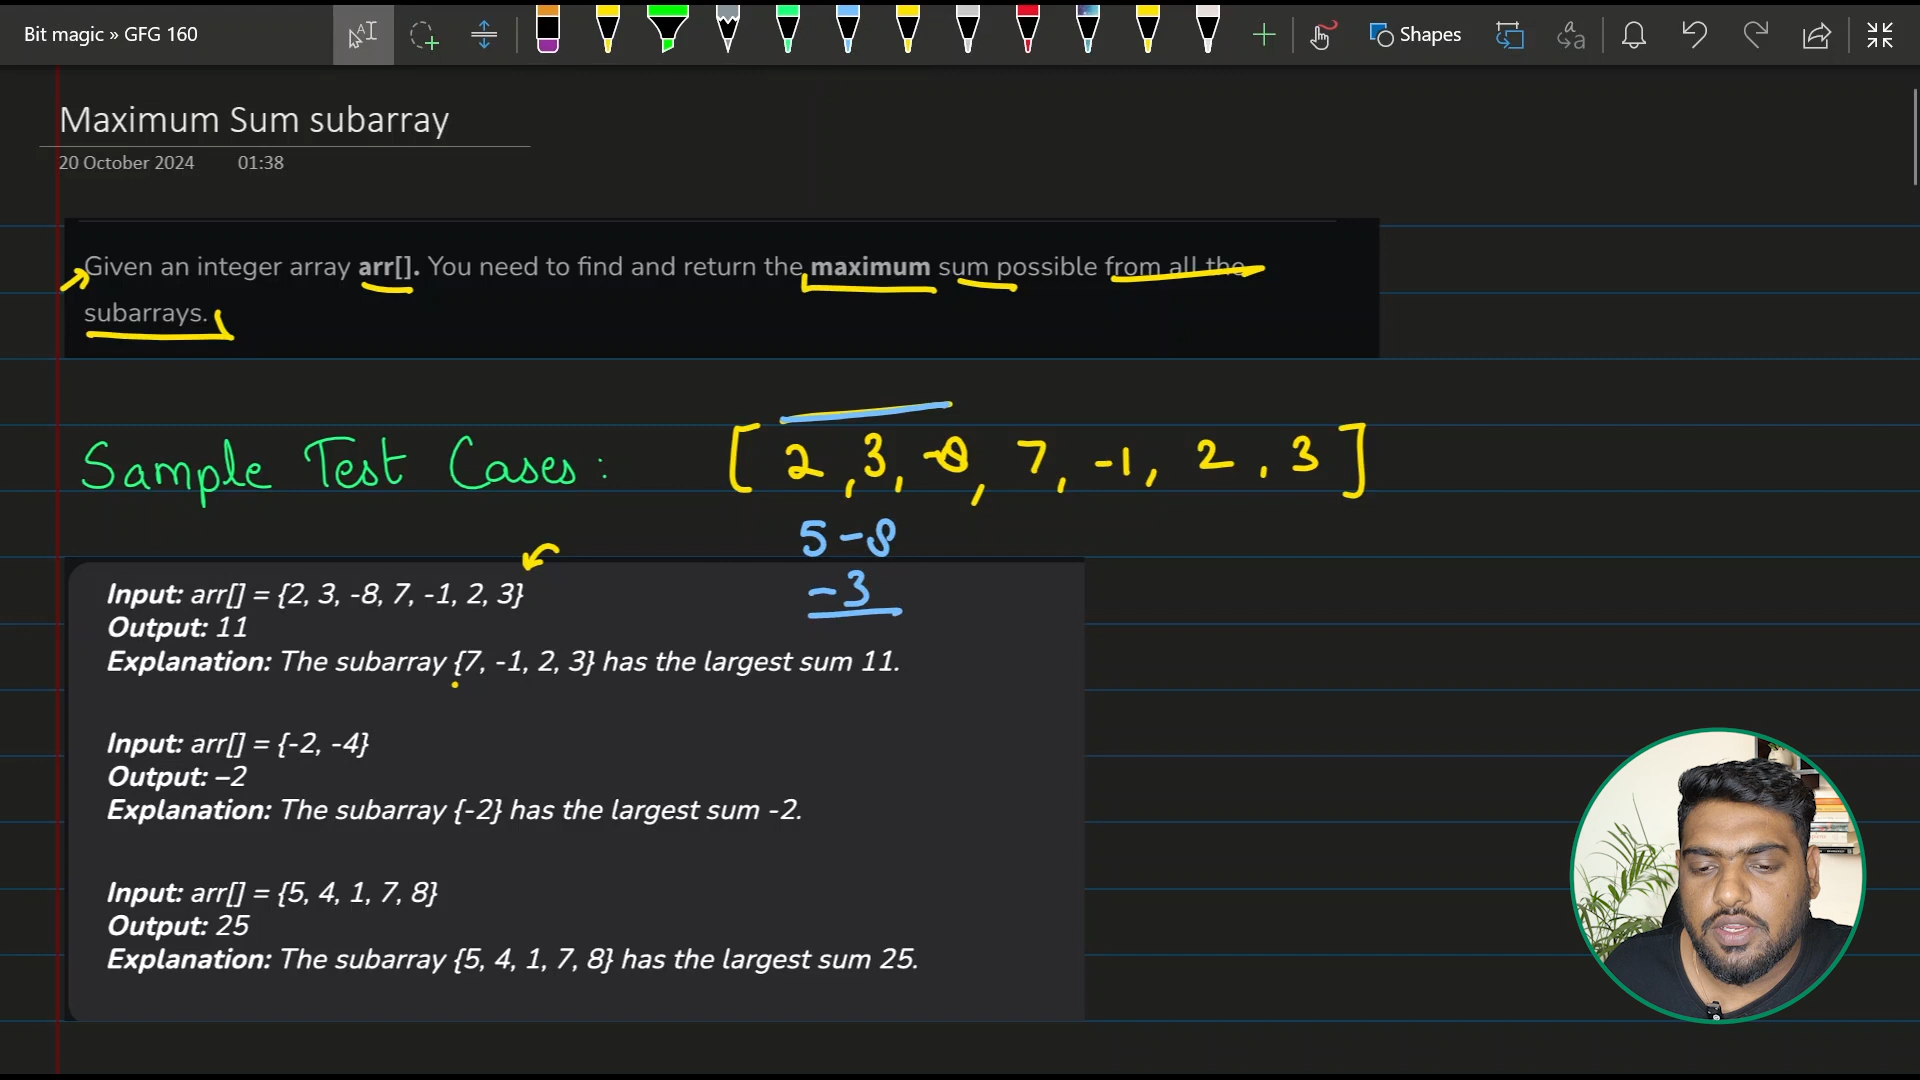 Bit magic » GFG 160
Shapes
Maximum Sum subarray
20 October 2024 01:38
Given an integer array arr[]. You need to find and return the maximum sum possible from all the
subarrays.
Sample Test Cases : [ 2 , 3, -8, 7, -1, 2 , 3 ]
5 - 8
- 3
Input: arr[] = {2, 3, -8, 7, -1, 2, 3}
Output: 11
Explanation: The subarray {7, -1, 2, 3} has the largest sum 11.
Input: arr[] = {-2, -4}
Output: –2
Explanation: The subarray {-2} has the largest sum -2.
Input: arr[] = {5, 4, 1, 7, 8}
Output: 25
Explanation: The subarray {5, 4, 1, 7, 8} has the largest sum 25.